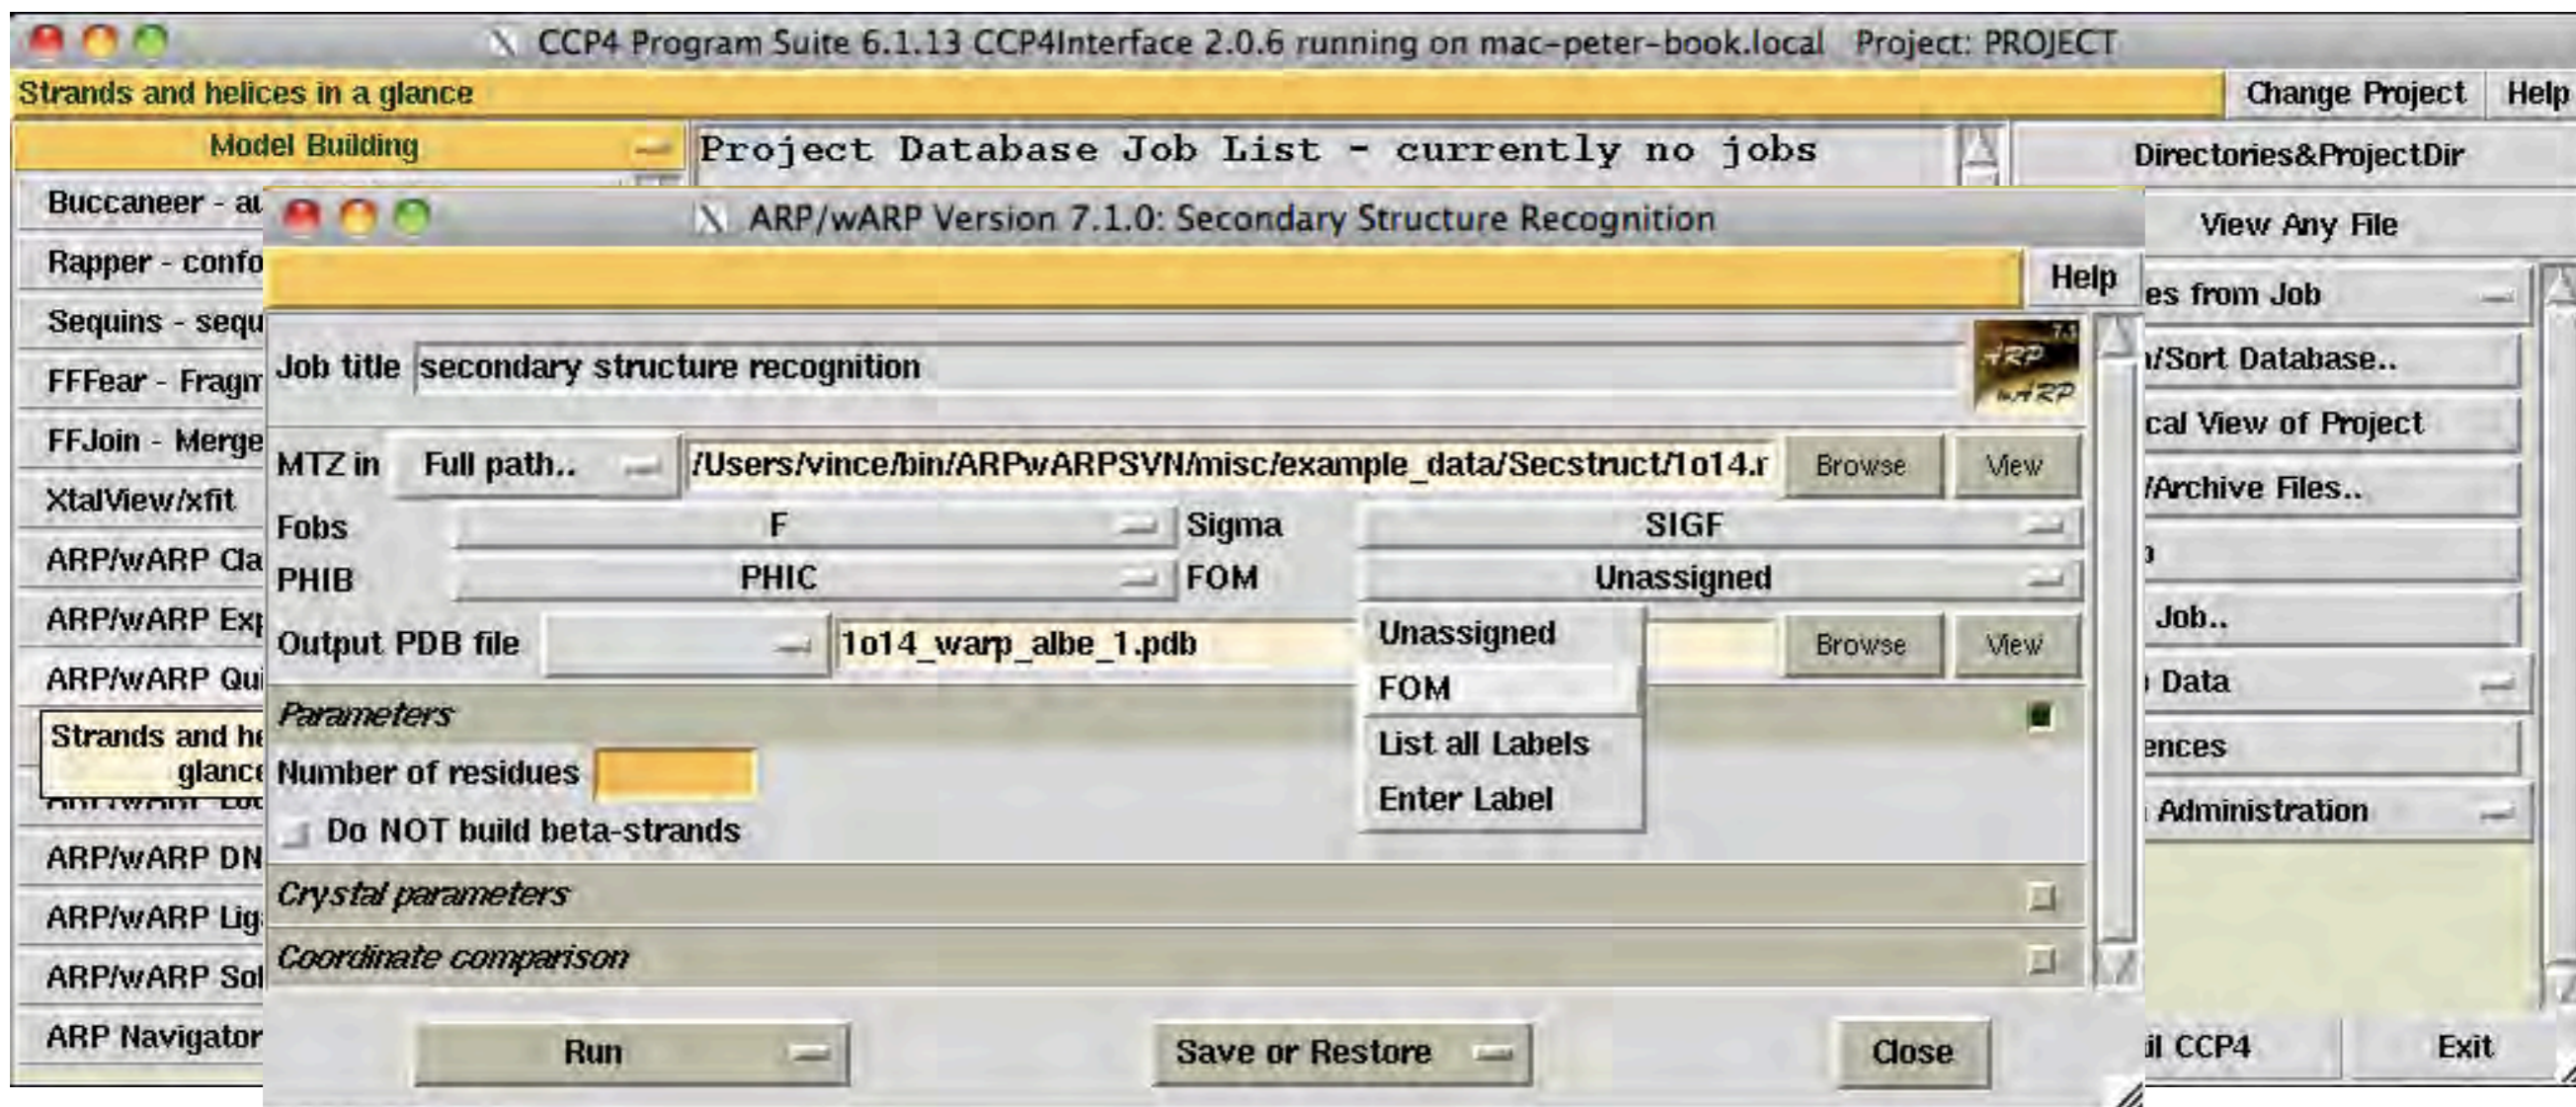 CCP4 Program Suite 6.1.13 CCP4Interface 2.0.6 running on mac-peter-book.local Project: PROJECT
Strands and helices in a glance
Change Project
Help
Model Building
Project Database Job List - currently no jobs
Directories&ProjectDir
View Any File
Buccaneer - au
Rapper - confo
Sequins - sequ
FFFear - Fragm
FFJoin - Merge
XtalView/xfit
ARP/wARP Cla
ARP/wARP Exp
ARP/wARP Qui
Strands and he
glance
ARP/wARP DN
ARP/wARP Lig
ARP/wARP Sol
ARP Navigator
ARP/wARP Version 7.1.0: Secondary Structure Recognition
Help
Job title secondary structure recognition
7.1
ARP
wARP
MTZ in Full path.. /Users/vince/bin/ARPwARPSVN/misc/example_data/Secstruct/1o14.r Browse View
Fobs F Sigma SIGF
PHIB PHIC FOM Unassigned
Output PDB file 1o14_warp_albe_1.pdb Browse View
Unassigned
FOM
List all Labels
Enter Label
Parameters
Number of residues
Do NOT build beta-strands
Crystal parameters
Coordinate comparison
Run
Save or Restore
Close
es from Job
/Sort Database..
cal View of Project
/Archive Files..
Job..
Data
ences
Administration
il CCP4
Exit